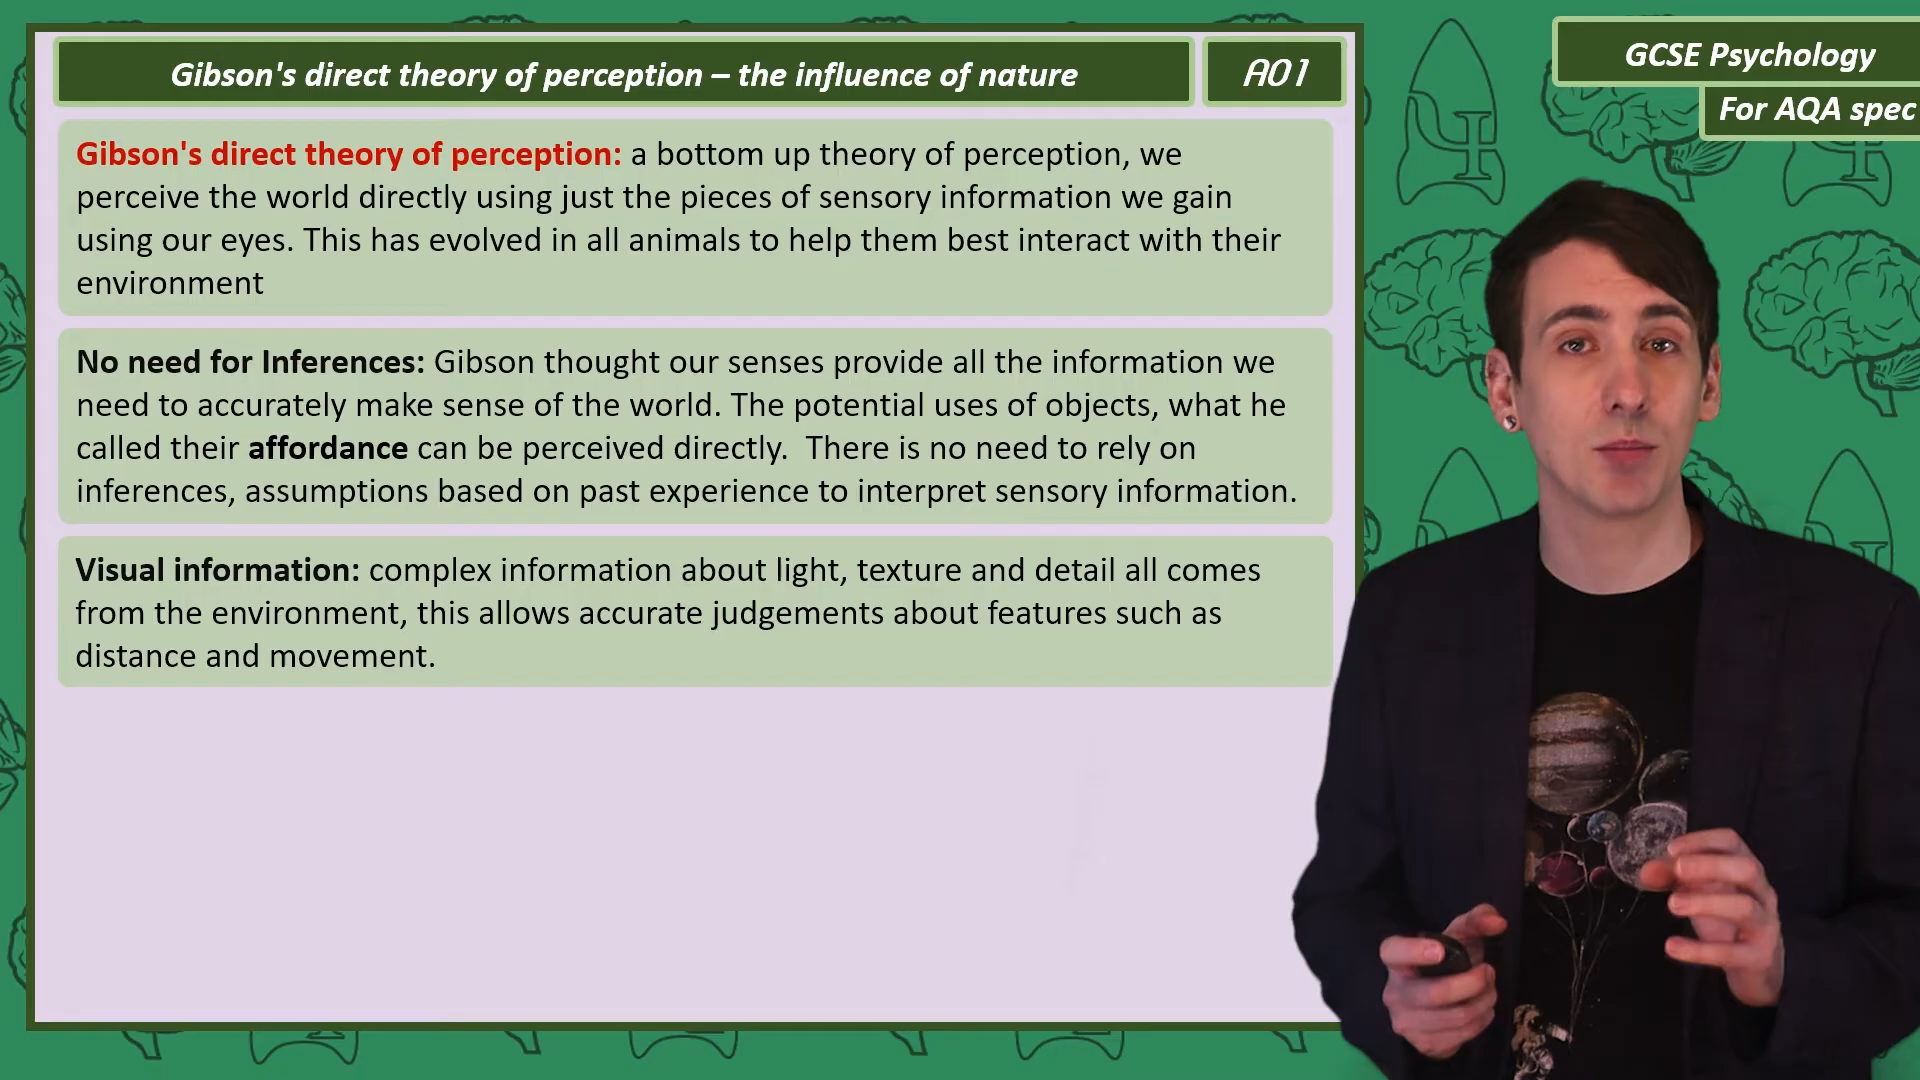 Gibson's direct theory of perception – the influence of nature
AO1
GCSE Psychology
For AQA spec
Gibson's direct theory of perception: a bottom up theory of perception, we
perceive the world directly using just the pieces of sensory information we gain
using our eyes. This has evolved in all animals to help them best interact with their
environment
No need for Inferences: Gibson thought our senses provide all the information we
need to accurately make sense of the world. The potential uses of objects, what he
called their affordance can be perceived directly.  There is no need to rely on
inferences, assumptions based on past experience to interpret sensory information.
Visual information: complex information about light, texture and detail all comes
from the environment, this allows accurate judgements about features such as
distance and movement.